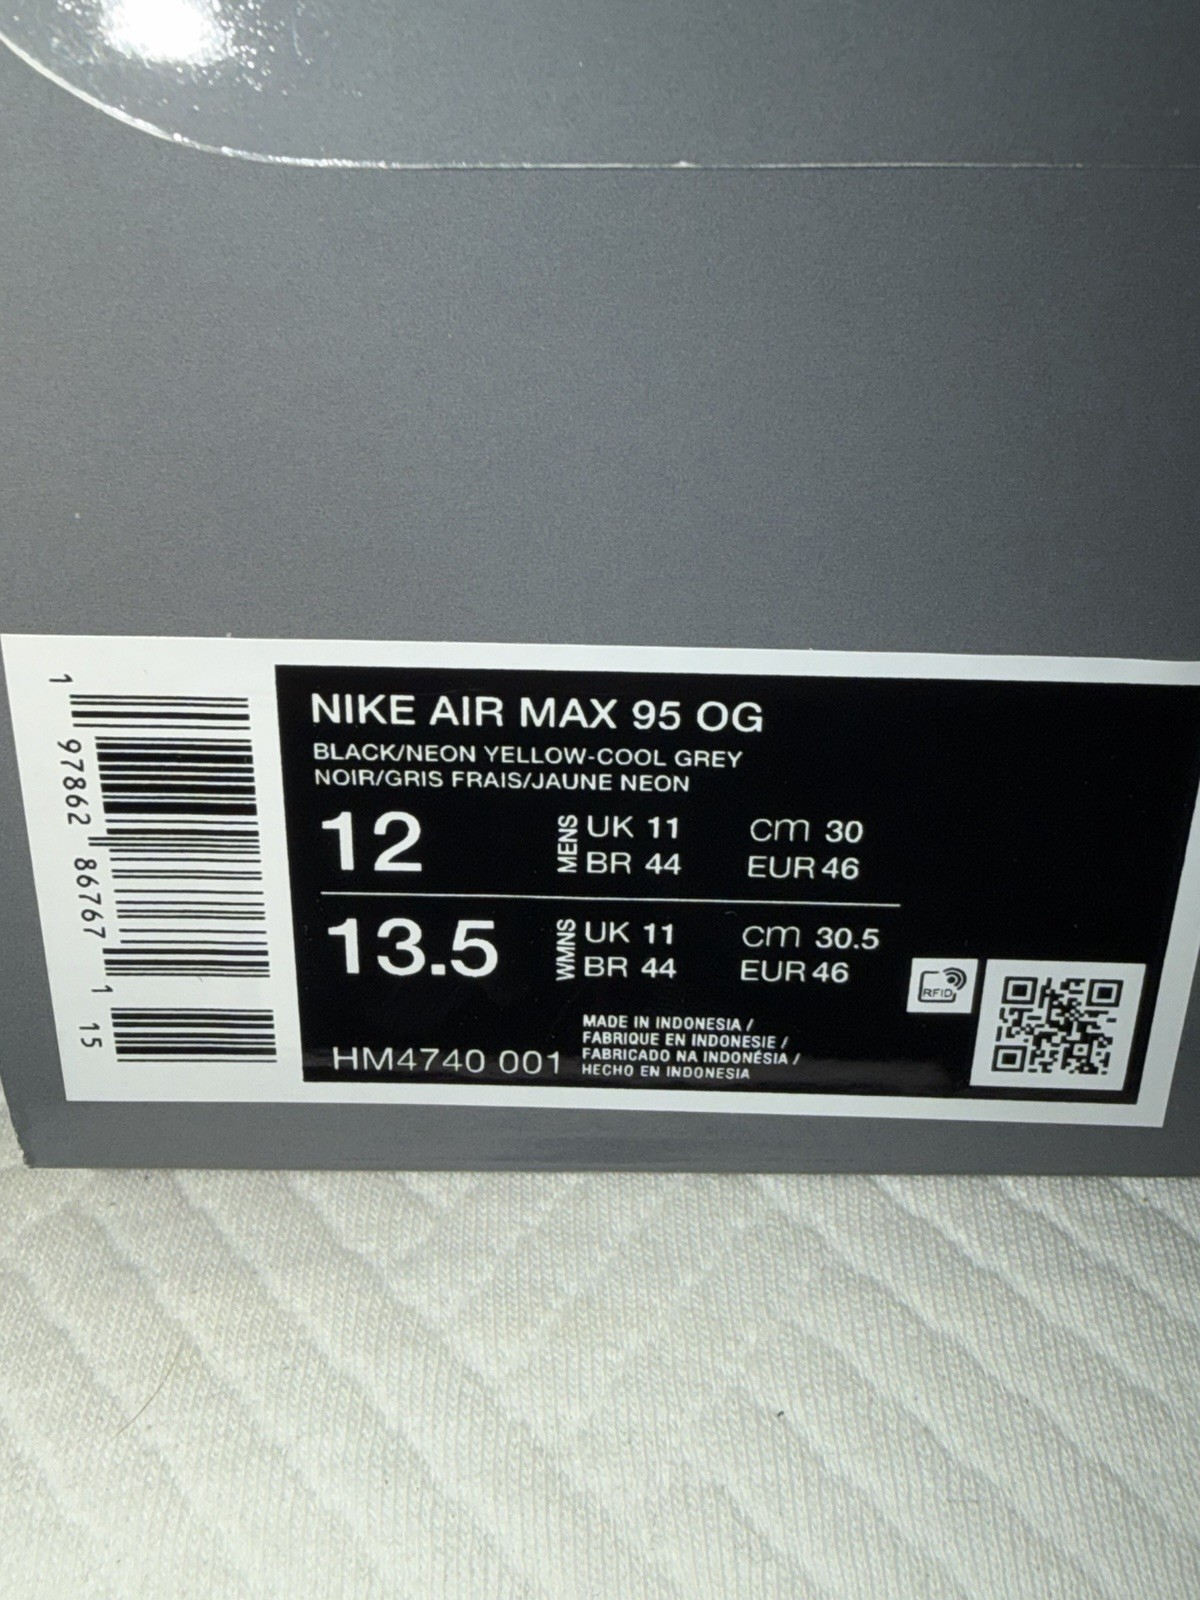 1 97862 86767 1 15
NIKE AIR MAX 95 OG
BLACK/NEON YELLOW-COOL GREY
NOIR/GRIS FRAIS/JAUNE NEON
12 MENS UK 11 cm 30
BR 44 EUR 46
13.5 WMNS UK 11 cm 30.5
BR 44 EUR 46
RFID
MADE IN INDONESIA /
FABRIQUE EN INDONESIE /
HM4740 001 FABRICADO NA INDONÉSIA /
HECHO EN INDONESIA